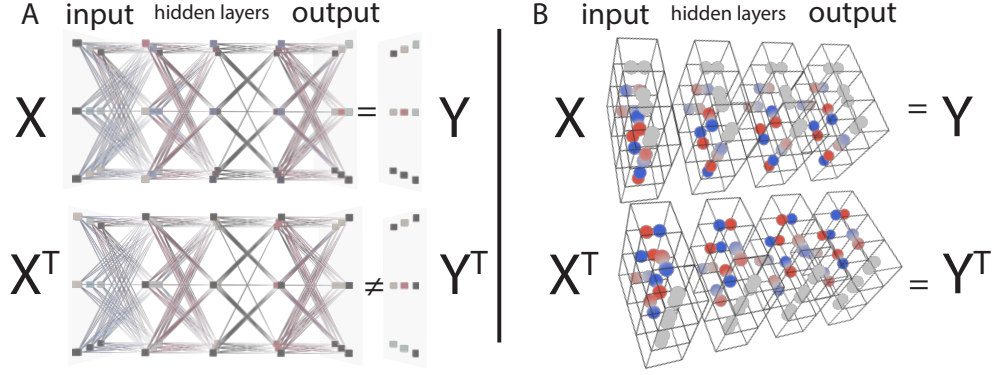 A input hidden layers output
X = Y
Xᵀ ≠ Yᵀ
B input hidden layers output
X = Y
Xᵀ = Yᵀ